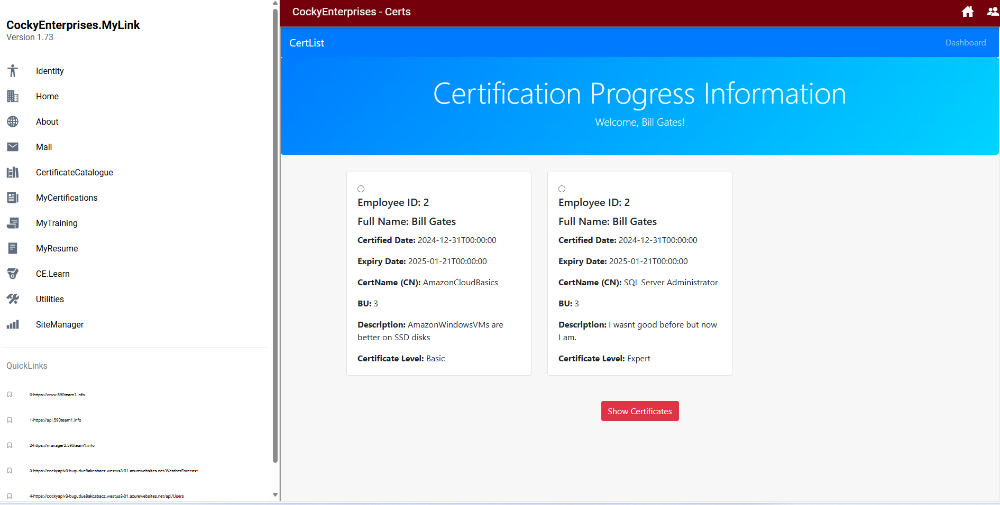 CockyEnterprises.MyLink
Version 1.73
Identity
Home
About
Mail
CertificateCatalogue
MyCertifications
MyTraining
MyResume
CE.Learn
Utilities
SiteManager
QuickLinks
0-https://www.590team1.info
1-https://api.590team1.info
2-https://manager2.590team1.info
3-https://cockyapiv3-bugudue8akcsbacz.westus3-01.azurewebsites.net/WeatherForecast
4-https://cockyapiv3-bugudue8akcsbacz.westus3-01.azurewebsites.net/api/Users
CockyEnterprises - Certs
CertList
Dashboard
Certification Progress Information
Welcome, Bill Gates!
Employee ID: 2
Full Name: Bill Gates
Certified Date: 2024-12-31T00:00:00
Expiry Date: 2025-01-21T00:00:00
CertName (CN): AmazonCloudBasics
BU: 3
Description: AmazonWindowsVMs are
better on SSD disks
Certificate Level: Basic
Employee ID: 2
Full Name: Bill Gates
Certified Date: 2024-12-31T00:00:00
Expiry Date: 2025-01-21T00:00:00
CertName (CN): SQL Server Administrator
BU: 3
Description: I wasnt good before but now
I am.
Certificate Level: Expert
Show Certificates